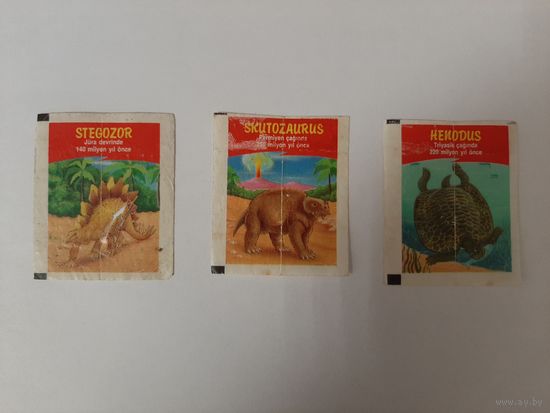 STEGOZOR
Jura devrinde
140 milyon yıl önce
SKUTOZAURUS
Permiyen çağında
milyon yıl önce
HENODUS
Triyasik çağında
220 milyon yıl önce
www.ay.by